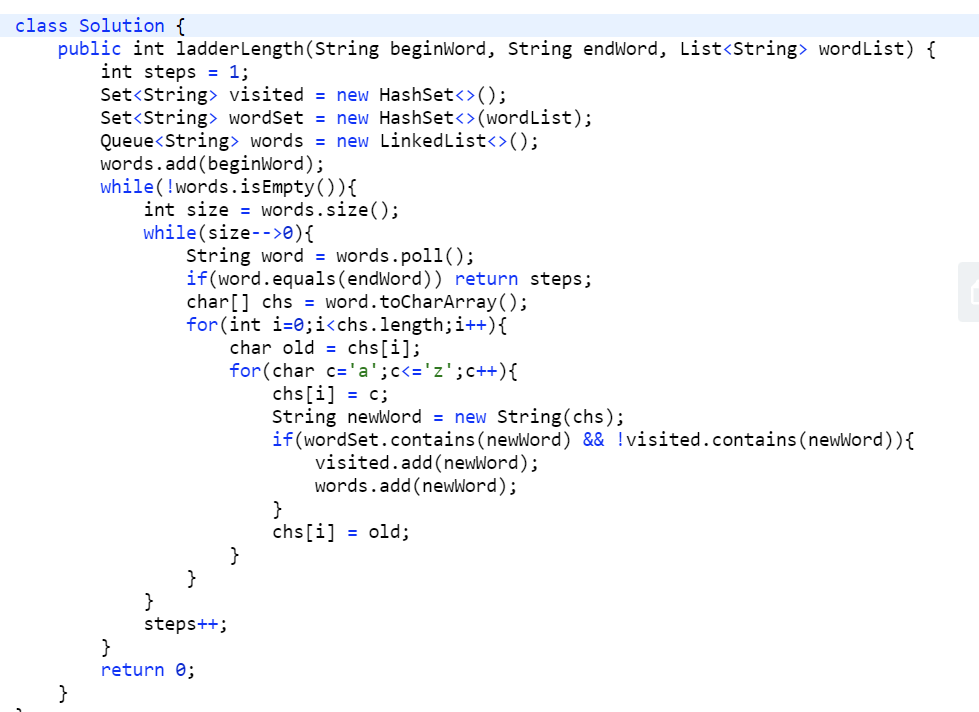 class Solution {
    public int ladderLength(String beginWord, String endWord, List<String> wordList) {
        int steps = 1;
        Set<String> visited = new HashSet<>();
        Set<String> wordSet = new HashSet<>(wordList);
        Queue<String> words = new LinkedList<>();
        words.add(beginWord);
        while(!words.isEmpty()){
            int size = words.size();
            while(size-->0){
                String word = words.poll();
                if(word.equals(endWord)) return steps;
                char[] chs = word.toCharArray();
                for(int i=0;i<chs.length;i++){
                    char old = chs[i];
                    for(char c='a';c<='z';c++){
                        chs[i] = c;
                        String newWord = new String(chs);
                        if(wordSet.contains(newWord) && !visited.contains(newWord)){
                            visited.add(newWord);
                            words.add(newWord);
                        }
                        chs[i] = old;
                    }
                }
            }
            steps++;
        }
        return 0;
    }